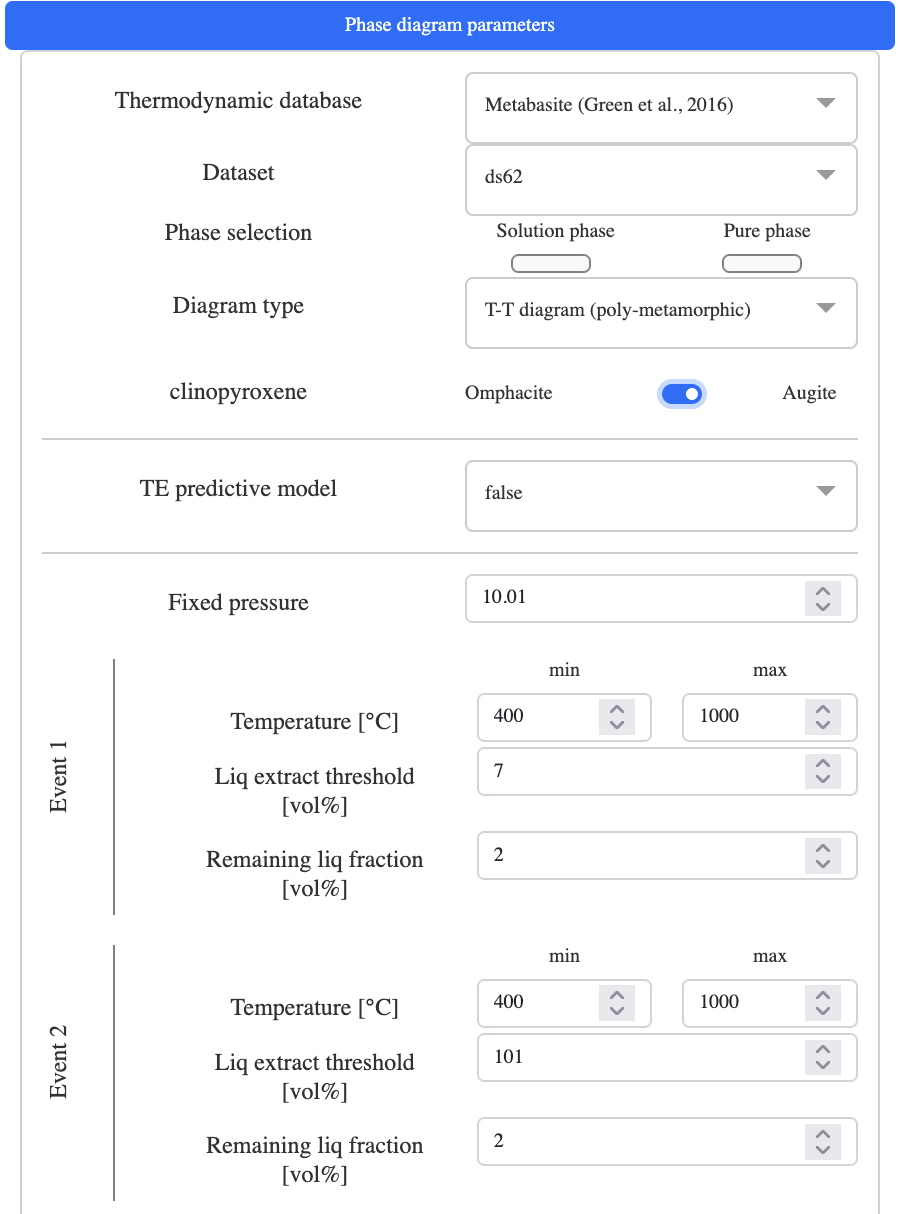 Phase diagram parameters
Thermodynamic database
Metabasite (Green et al., 2016)
Dataset
ds62
Phase selection
Solution phase
Pure phase
Diagram type
T-T diagram (poly-metamorphic)
clinopyroxene
Omphacite
Augite
TE predictive model
false
Fixed pressure
10.01
Event 1
min
max
Temperature [°C]
400
1000
Liq extract threshold
[vol%]
7
Remaining liq fraction
[vol%]
2
Event 2
min
max
Temperature [°C]
400
1000
Liq extract threshold
[vol%]
101
Remaining liq fraction
[vol%]
2